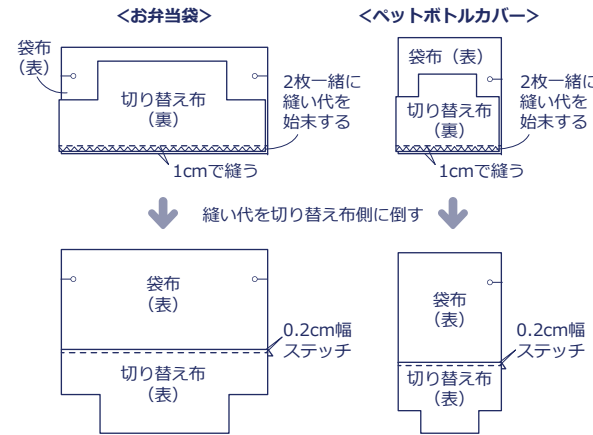 ＜お弁当袋＞
袋布
（表）
切り替え布
（裏）
2枚一緒に
縫い代を
始末する
1cmで縫う
＜ペットボトルカバー＞
袋布（表）
切り替え布
（裏）
2枚一緒に
縫い代を
始末する
1cmで縫う
縫い代を切り替え布側に倒す
袋布
（表）
0.2cm幅
ステッチ
切り替え布
（表）
袋布
（表）
0.2cm幅
ステッチ
切り替え布
（表）